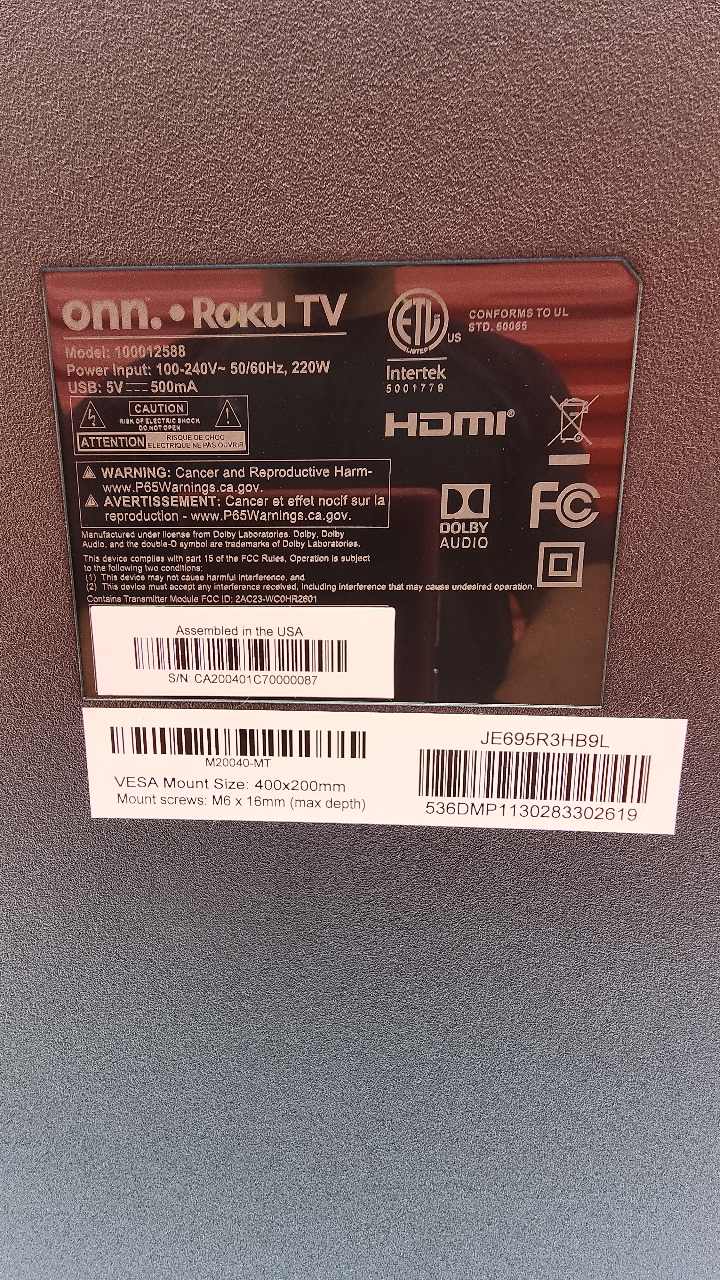 onn. • ROKU TV
Model: 100012588
Power Input: 100-240V~ 50/60Hz, 220W
USB: 5V⎓500mA
CAUTION
RISK OF ELECTRIC SHOCK
DO NOT OPEN
ATTENTION
RISQUE DE CHOC
ELECTRIQUE NE PAS OUVRIR
ETL
LISTED
US
CONFORMS TO UL
STD. 60065
Intertek
5001779
HDMI®
WARNING: Cancer and Reproductive Harm-
www.P65Warnings.ca.gov.
AVERTISSEMENT: Cancer et effet nocif sur la
reproduction - www.P65Warnings.ca.gov.
DOLBY
AUDIO
FC
Manufactured under license from Dolby Laboratories. Dolby, Dolby
Audio, and the double-D symbol are trademarks of Dolby Laboratories.
This device complies with part 15 of the FCC Rules, Operation is subject
to the following two conditions:
(1) This device may not cause harmful interference, and
(2) This device must accept any interference received, including interference that may cause undesired operation.
Contains Transmitter Module FCC ID: 2AC23-WC0HR2601
Assembled in the USA
S/N: CA200401C70000087
M20040-MT
VESA Mount Size: 400x200mm
Mount screws: M6 x 16mm (max depth)
JE695R3HB9L
536DMP1130283302619